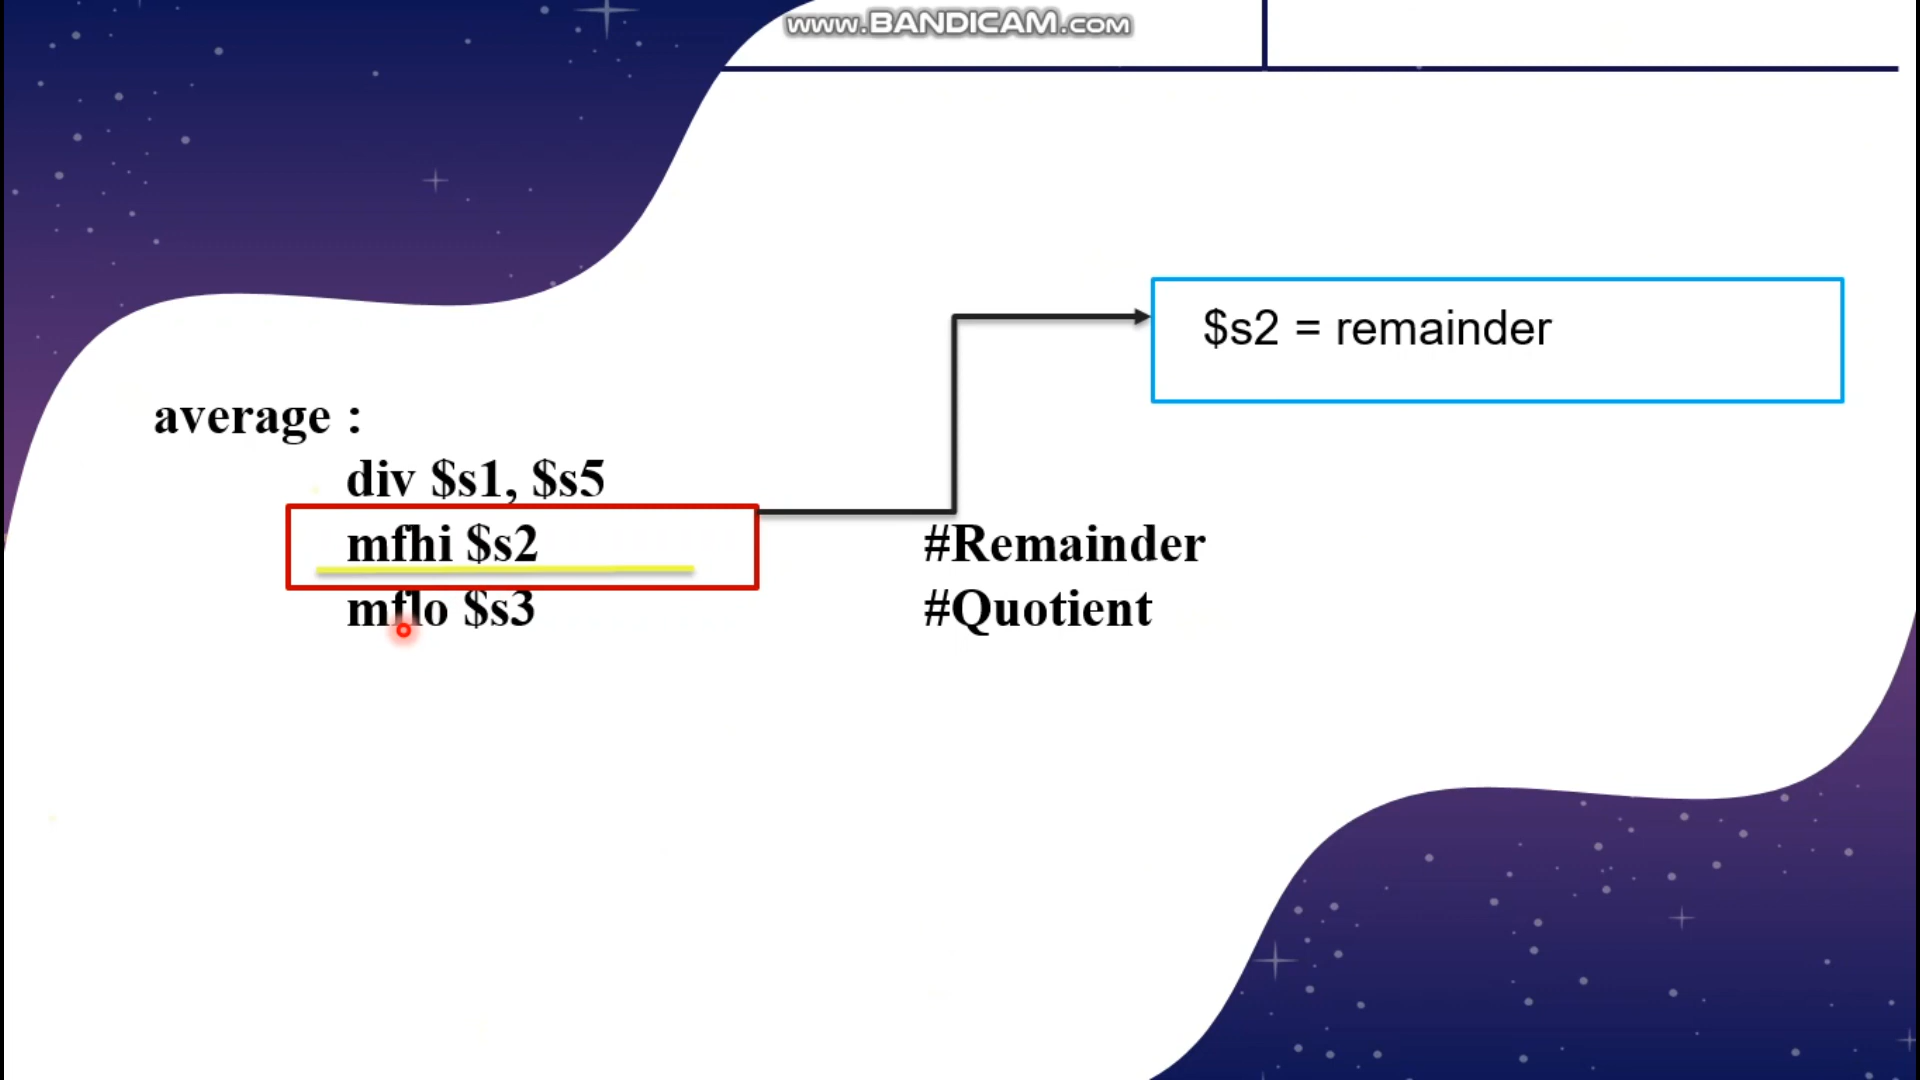 www.BANDICAM.com
$s2 = remainder
average :
div $s1, $s5
mfhi $s2 #Remainder
mflo $s3 #Quotient